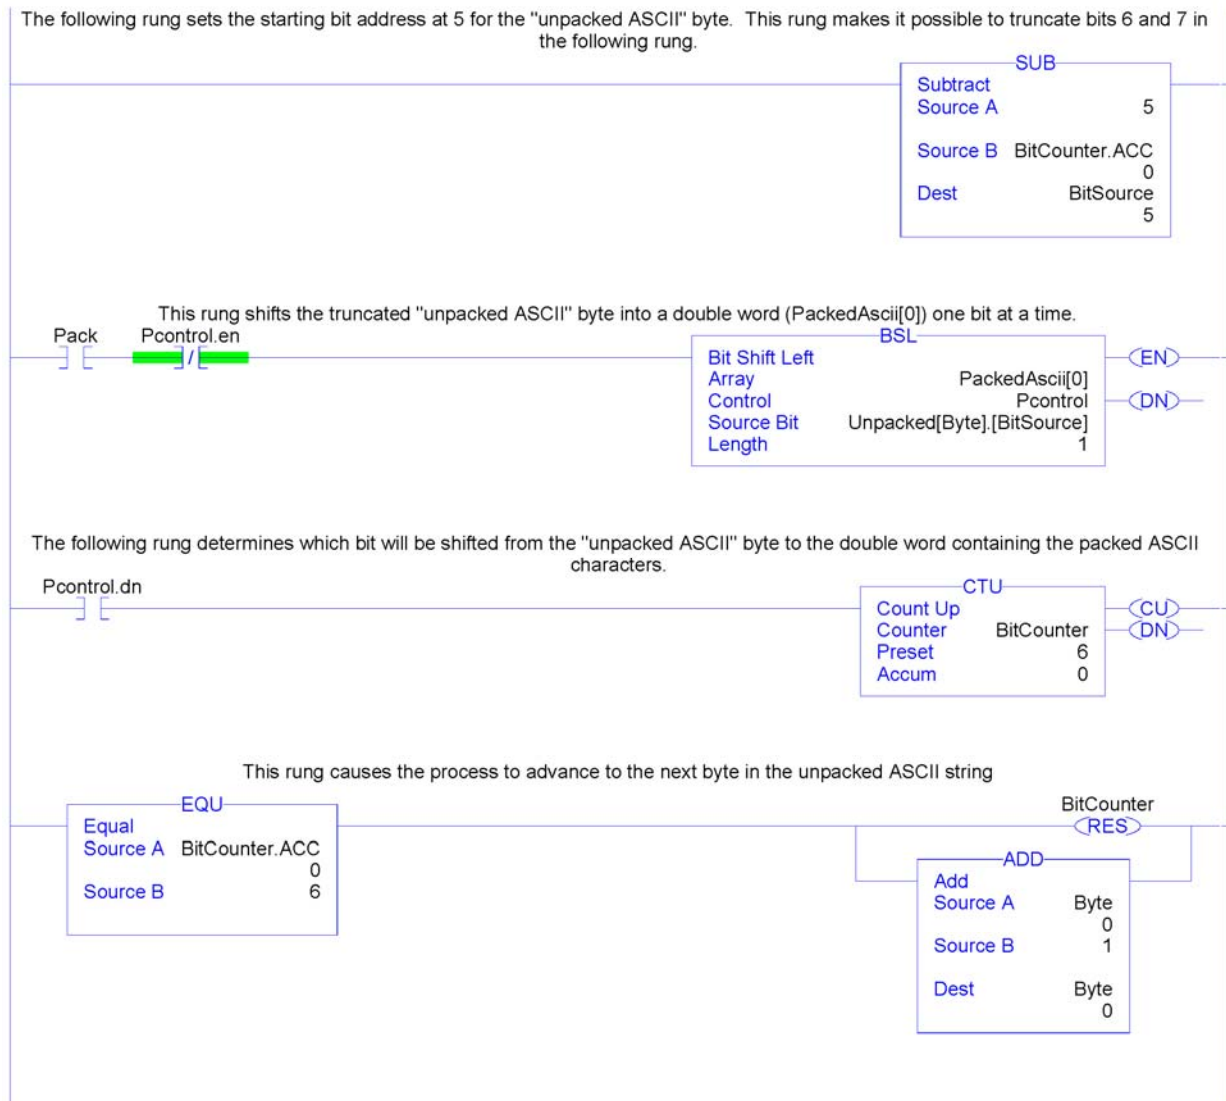 The following rung sets the starting bit address at 5 for the "unpacked ASCII" byte.  This rung makes it possible to truncate bits 6 and 7 in
the following rung.
SUB
Subtract
Source A 5
Source B BitCounter.ACC
0
Dest BitSource
5
This rung shifts the truncated "unpacked ASCII" byte into a double word (PackedAscii[0]) one bit at a time.
Pack Pcontrol.en
BSL
Bit Shift Left
Array PackedAscii[0]
Control Pcontrol
Source Bit Unpacked[Byte].[BitSource]
Length 1
EN
DN
The following rung determines which bit will be shifted from the "unpacked ASCII" byte to the double word containing the packed ASCII
characters.
Pcontrol.dn
CTU
Count Up
Counter BitCounter
Preset 6
Accum 0
CU
DN
This rung causes the process to advance to the next byte in the unpacked ASCII string
EQU
Equal
Source A BitCounter.ACC
0
Source B 6
BitCounter
RES
ADD
Add
Source A Byte
0
Source B 1
Dest Byte
0